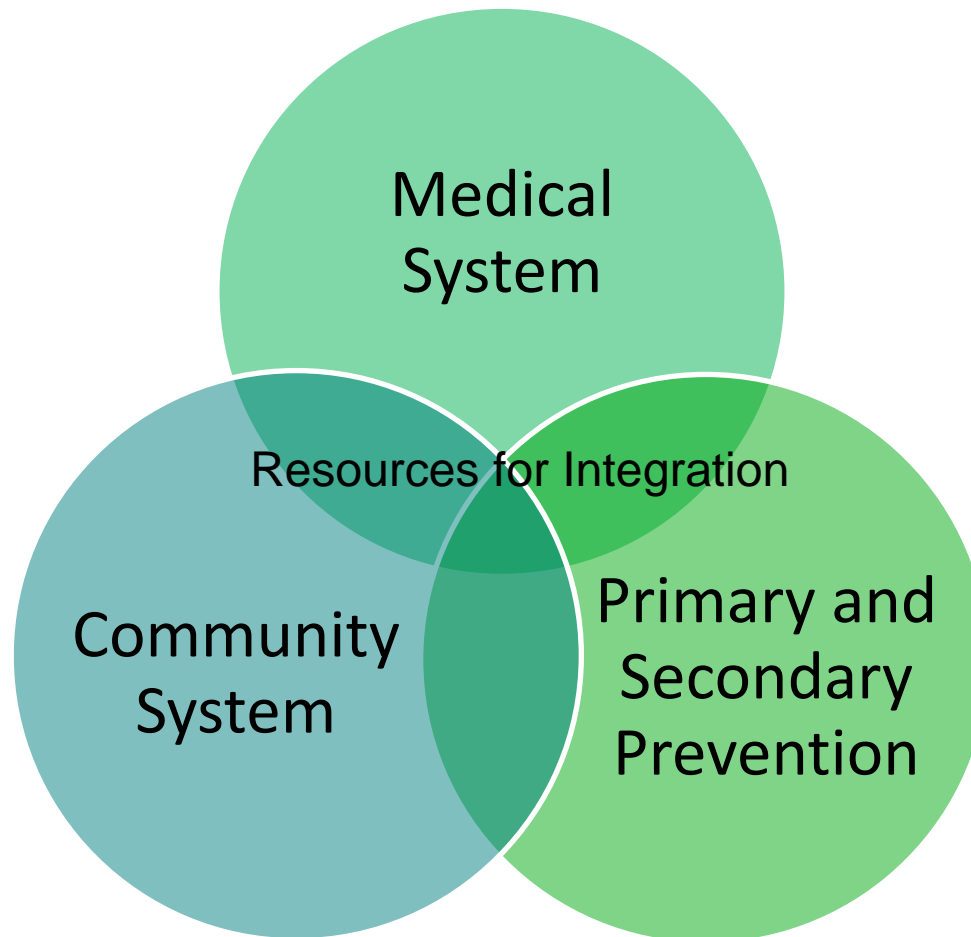 Medical
System
Resources for Integration
Community
System
Primary and
Secondary
Prevention